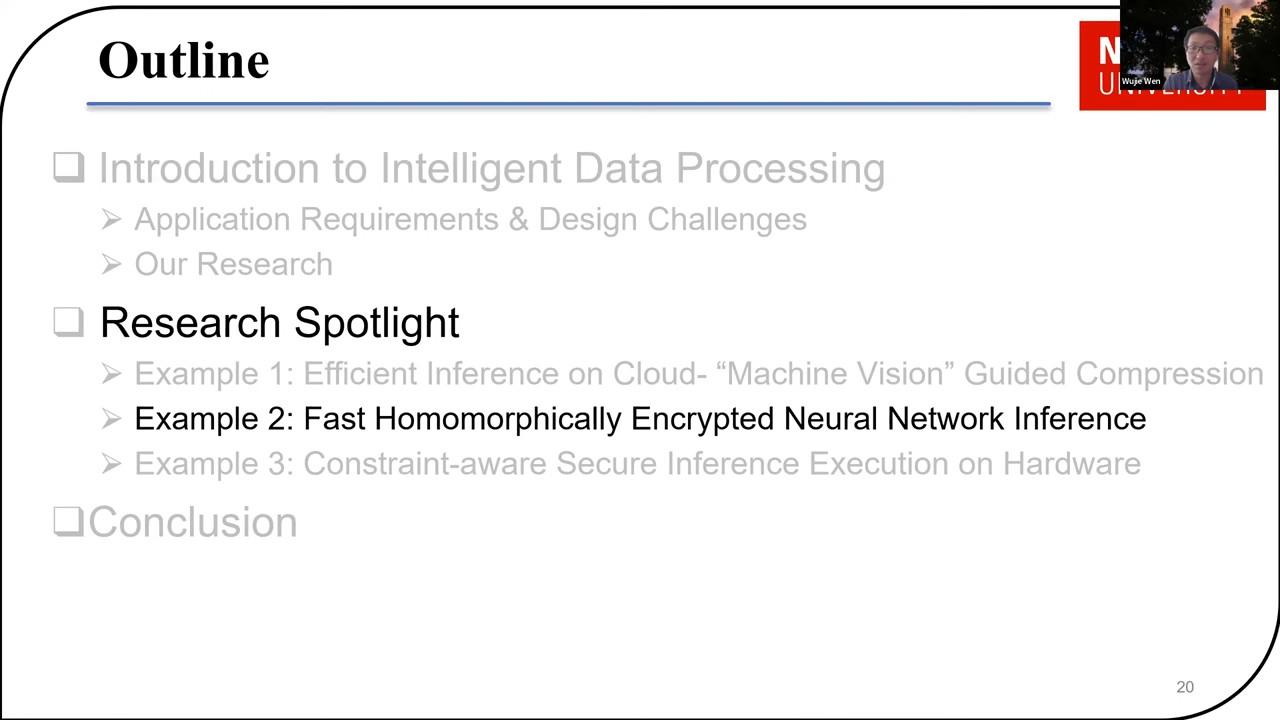 Outline
Wujie Wen
Introduction to Intelligent Data Processing
Application Requirements & Design Challenges
Our Research
Research Spotlight
Example 1: Efficient Inference on Cloud- “Machine Vision” Guided Compression
Example 2: Fast Homomorphically Encrypted Neural Network Inference
Example 3: Constraint-aware Secure Inference Execution on Hardware
Conclusion
20